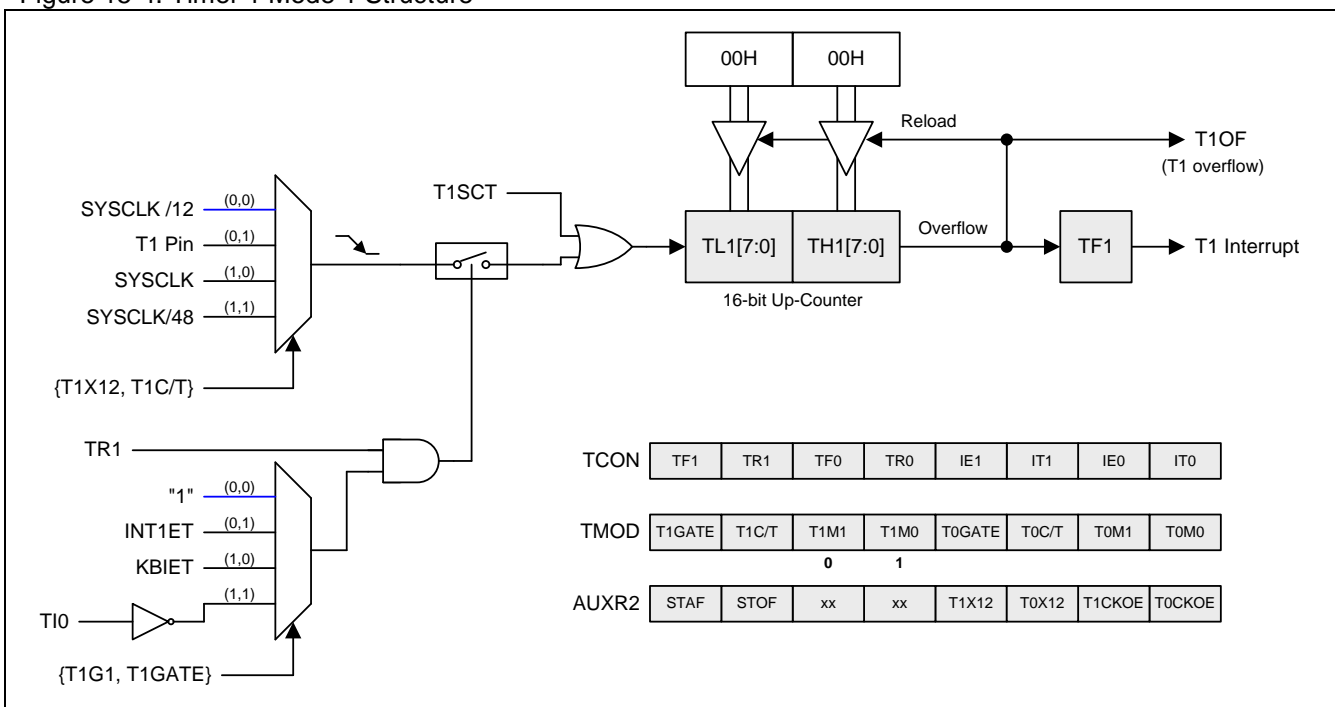 Figure 15-4. Timer 1 Mode 1 Structure
00H 00H
Reload
T1OF
(T1 overflow)
T1SCT
SYSCLK /12 (0,0)
T1 Pin (0,1)
SYSCLK (1,0)
SYSCLK/48 (1,1)
{T1X12, T1C/T}
TL1[7:0] TH1[7:0]
Overflow
TF1
T1 Interrupt
16-bit Up-Counter
TR1
"1" (0,0)
INT1ET (0,1)
KBIET (1,0)
(1,1)
TI0
{T1G1, T1GATE}
TCON TF1 TR1 TF0 TR0 IE1 IT1 IE0 IT0
TMOD T1GATE T1C/T T1M1 T1M0 T0GATE T0C/T T0M1 T0M0
0 1
AUXR2 STAF STOF xx xx T1X12 T0X12 T1CKOE T0CKOE